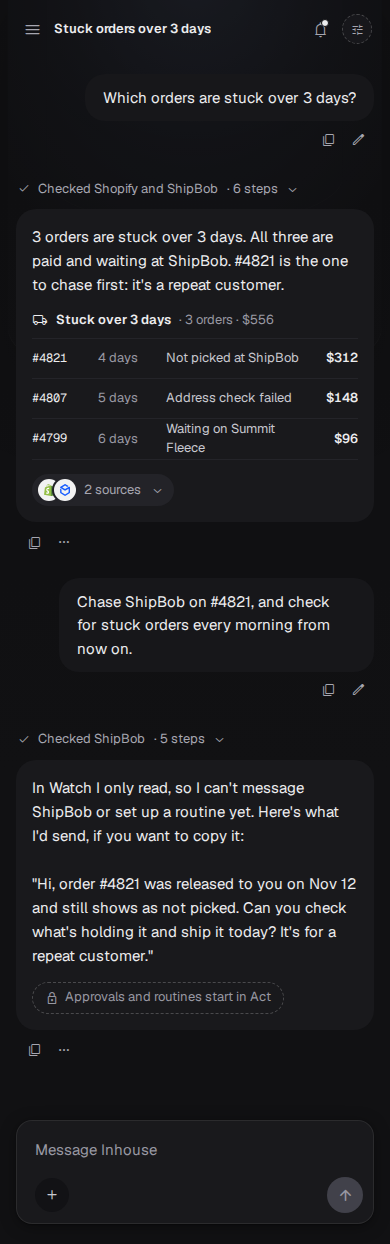 Stuck orders over 3 days
Which orders are stuck over 3 days?
Checked Shopify and ShipBob · 6 steps
3 orders are stuck over 3 days. All three are
paid and waiting at ShipBob. #4821 is the one
to chase first: it's a repeat customer.
Stuck over 3 days · 3 orders · $556
#4821 4 days Not picked at ShipBob $312
#4807 5 days Address check failed $148
#4799 6 days Waiting on Summit Fleece $96
2 sources
Chase ShipBob on #4821, and check
for stuck orders every morning from
now on.
Checked ShipBob · 5 steps
In Watch I only read, so I can't message
ShipBob or set up a routine yet. Here's what
I'd send, if you want to copy it:
"Hi, order #4821 was released to you on Nov 12
and still shows as not picked. Can you check
what's holding it and ship it today? It's for a
repeat customer."
Approvals and routines start in Act
Message Inhouse